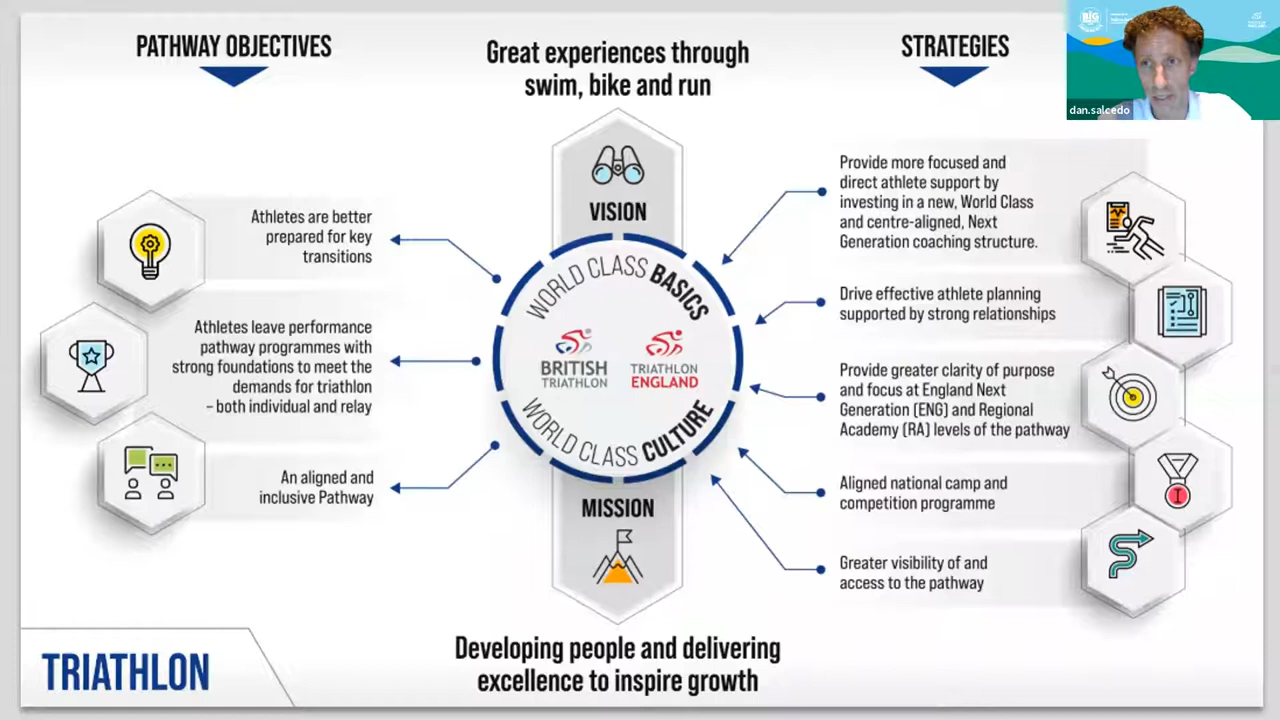 PATHWAY OBJECTIVES
Great experiences through
swim, bike and run
STRATEGIES
dan.salcedo
VISION
Athletes are better
prepared for key
transitions
Athletes leave performance
pathway programmes with
strong foundations to meet the
demands for triathlon
– both individual and relay
An aligned and
inclusive Pathway
WORLD CLASS BASICS
BRITISH
TRIATHLON
TRIATHLON
ENGLAND
WORLD CLASS CULTURE
MISSION
Provide more focused and
direct athlete support by
investing in a new, World Class
and centre-aligned, Next
Generation coaching structure.
Drive effective athlete planning
supported by strong relationships
Provide greater clarity of purpose
and focus at England Next
Generation (ENG) and Regional
Academy (RA) levels of the pathway
Aligned national camp and
competition programme
Greater visibility of and
access to the pathway
Developing people and delivering
excellence to inspire growth
TRIATHLON